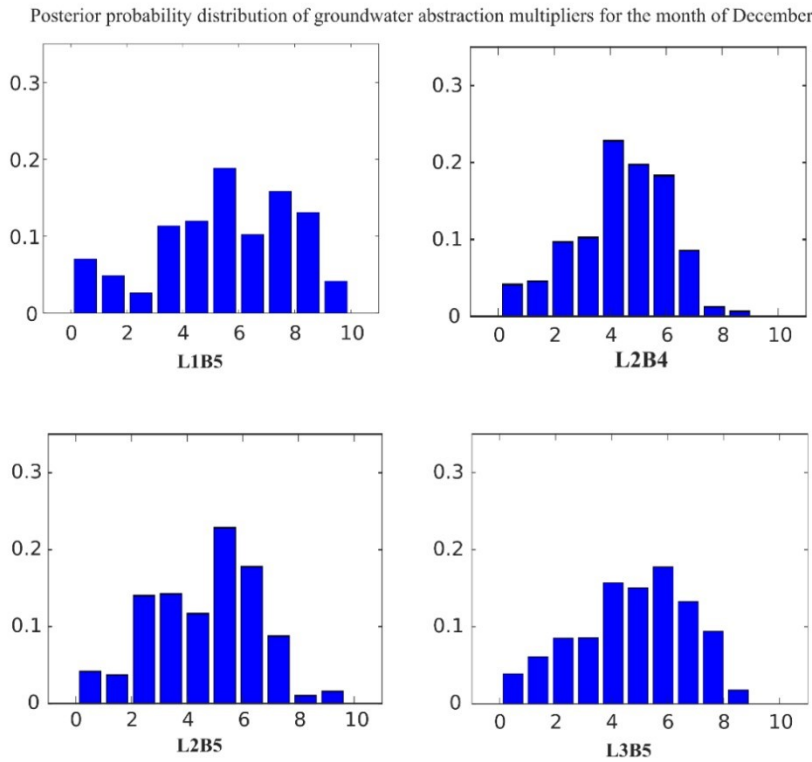 Posterior probability distribution of groundwater abstraction multipliers for the month of December
0.3
0.2
0.1
0
0 2 4 6 8 10
L1B5
0.3
0.2
0.1
0
0 2 4 6 8 10
L2B4
0.3
0.2
0.1
0
0 2 4 6 8 10
L2B5
0.3
0.2
0.1
0
0 2 4 6 8 10
L3B5